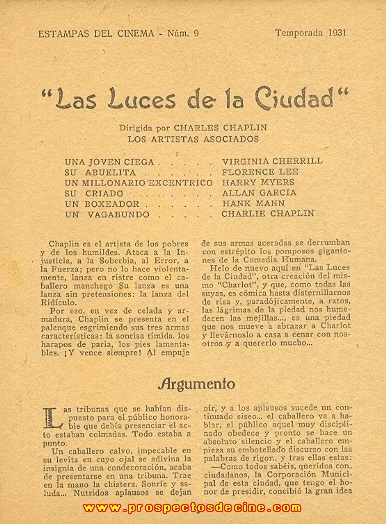 ESTAMPAS DEL CINEMA - Núm. 9
Temporada 1931
"Las Luces de la Ciudad"
Dirigida por CHARLES CHAPLIN
LOS ARTISTAS ASOCIADOS
UNA JOVEN CIEGA . . . . . VIRGINIA CHERRILL
SU ABUELITA . . . . . . FLORENCE LEE
UN MILLONARIO EXCENTRICO HARRY MYERS
SU CRIADO . . . . . . . ALLAN GARCIA
UN BOXEADOR . . . . . HANK MANN
UN VAGABUNDO . . . . . CHARLIE CHAPLIN
Chaplin es el artista de los pobres
y de los humildes. Ataca a la In-
justicia, a la Soberbia, al Error, a
la Fuerza; pero no lo hace violenta-
mente, lanza en ristre como el ca-
ballero manchego Su lanza es una
lanza sin pretensiones: la lanza del
Ridículo.
Por eso, en vez de celada y ar-
madura, Chaplin se presenta en el
palenque esgrimiendo sus tres armas
características: la sonrisa tímida. los
harapos de paria, los pies lamenta-
bles. ¡Y vence siempre! Al empuje
de sus armas aceradas se derrumban
con estrépito los pomposos giganto-
nes de la Comedia Humana.
Helo de nuevo aquí en "Las Luces
de la Ciudad", otra creación del mis-
mo "Charlot", y que, como todas las
suyas, es cómica hasta disternillarnos
de risa y, paradójicamente, a ratos,
las lágrimas de la piedad nos hume-
decen las mejillas..., es una piedad
que nos mueve a abrazar a Charlot
y llevárnoslo a casa a cenar con nos-
otros y a quererlo mucho...
Argumento
Las tribunas que se habían dis-
puesto para el público honora-
ble que debía presenciar el ac-
to estaban colmadas. Todo estaba a
punto.
Un caballero calvo, impecable en
su levita en cuyo ojal se adivina la
insignia de una condecoración, acaba
de presentarse en una tribuna. Trae
en la mano la chistera. Sonríe y sa-
luda... Nutridos aplausos se dejan
oír, y a los aplausos sucede un con-
tinuado siseo... el caballero va a ha-
blar, el público aquel muy discipli-
nado obedece y pronto se hace un
absoluto silencio y el caballero empie-
za su embotellado discurso con las
palabras de rigor... y tras ellas estas:
—Como todos sabéis, queridos con-
ciudadanos, la Corporación Munici-
pal de esta ciudad, que tengo el ho-
nor de presidir, concibió la gran idea
www.prospectosdecine.com